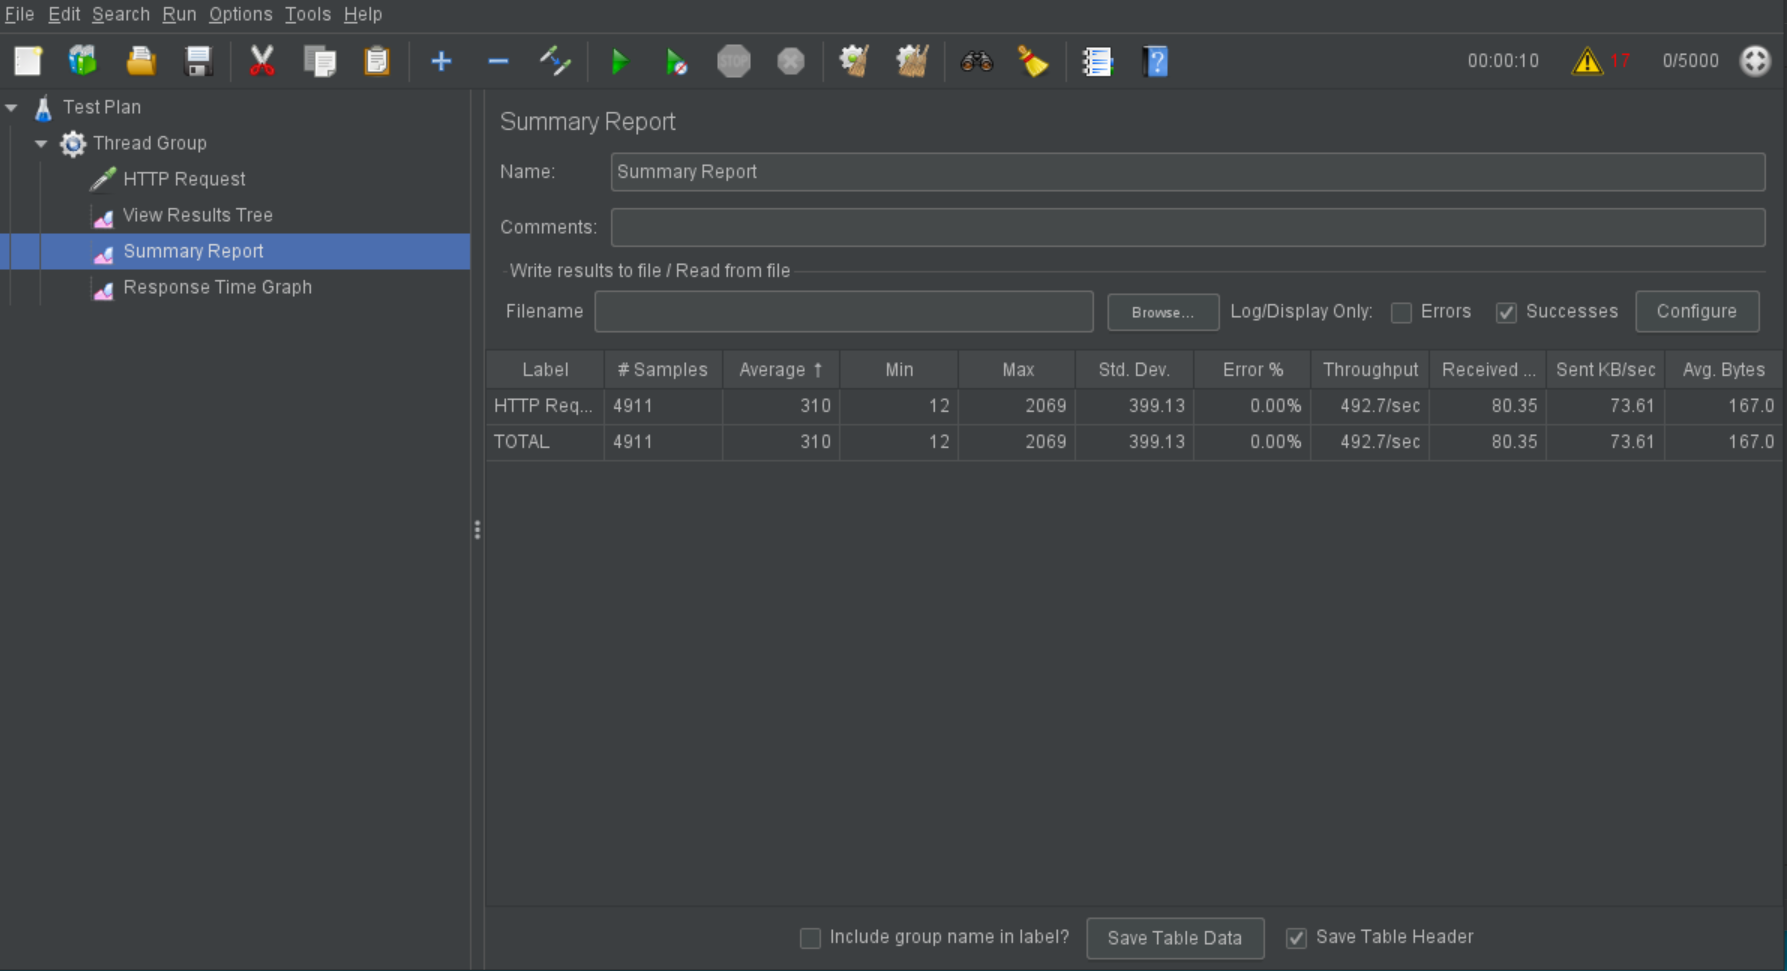 File Edit Search Run Options Tools Help
STOP
00:00:10 17 0/5000
Test Plan
Thread Group
HTTP Request
View Results Tree
Summary Report
Response Time Graph
Summary Report
Name: Summary Report
Comments:
Write results to file / Read from file
Filename Browse... Log/Display Only: Errors Successes Configure
Label # Samples Average ↑ Min Max Std. Dev. Error % Throughput Received ... Sent KB/sec Avg. Bytes
HTTP Req... 4911 310 12 2069 399.13 0.00% 492.7/sec 80.35 73.61 167.0
TOTAL 4911 310 12 2069 399.13 0.00% 492.7/sec 80.35 73.61 167.0
Include group name in label? Save Table Data Save Table Header